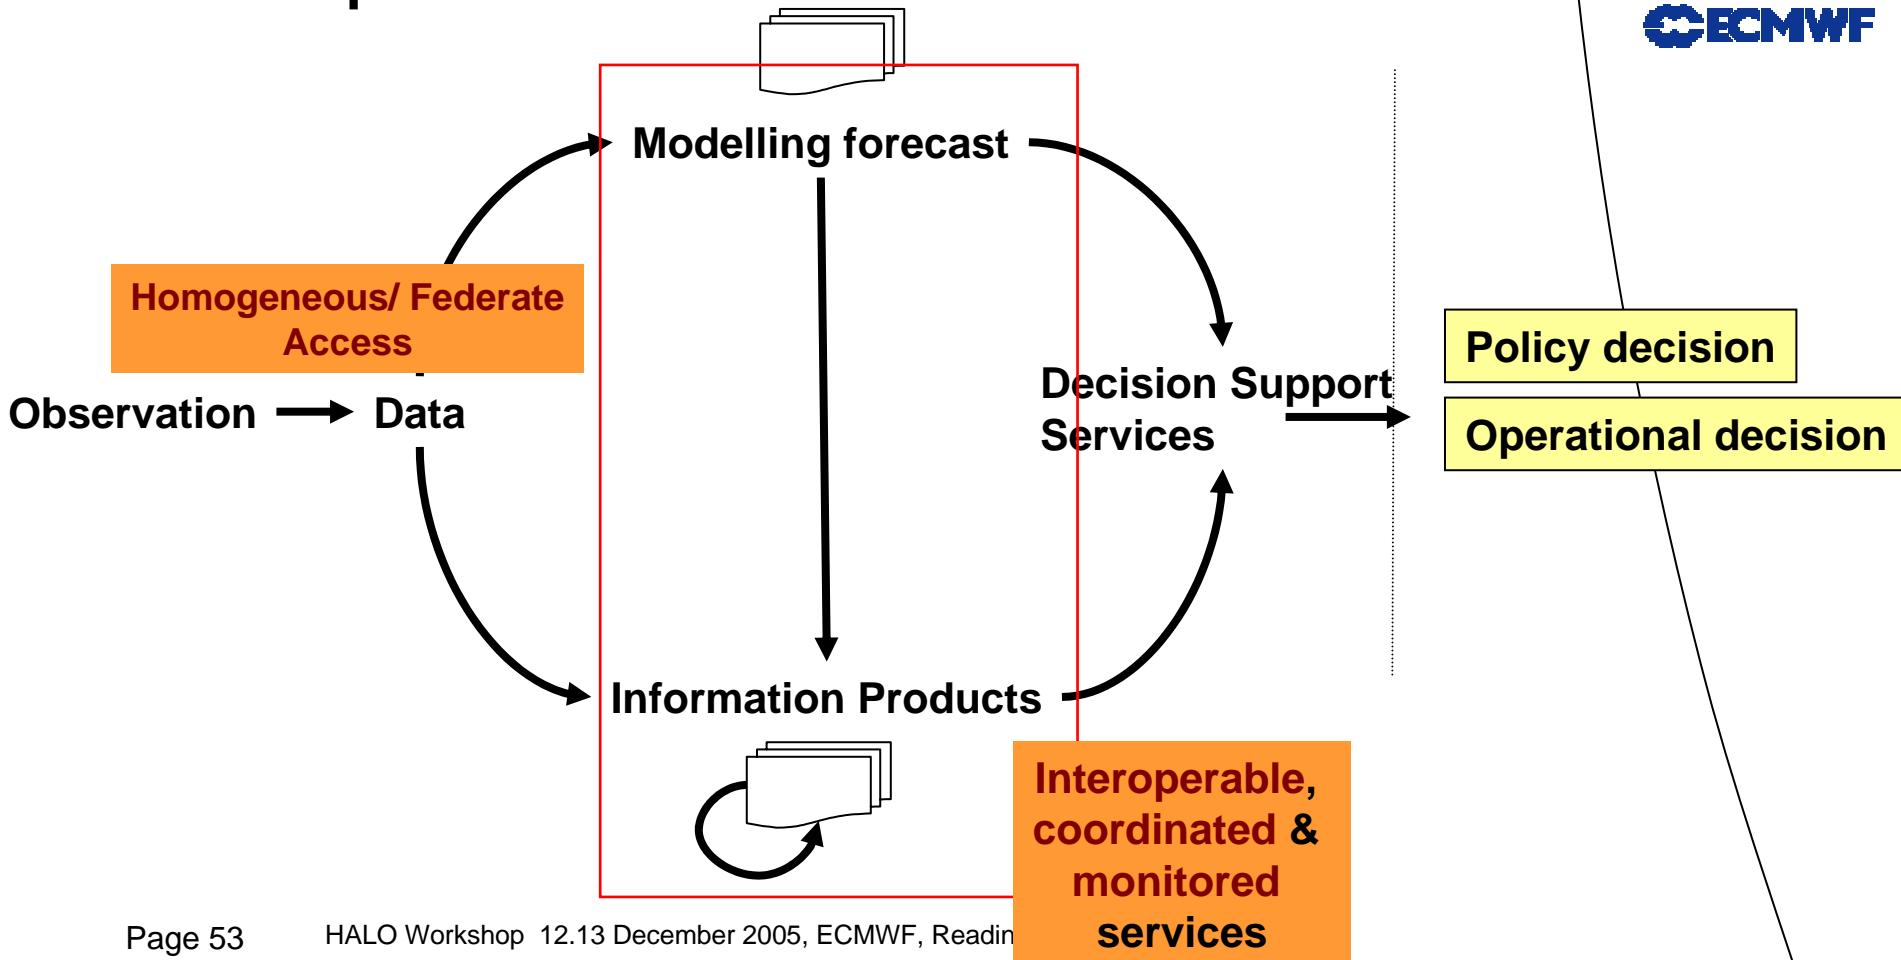 ECMWF
Modelling forecast
Homogeneous/ Federate
Access
Observation
Data
Decision Support
Services
Policy decision
Operational decision
Information Products
Interoperable,
coordinated &
monitored
services
Page 53
HALO Workshop 12.13 December 2005, ECMWF,